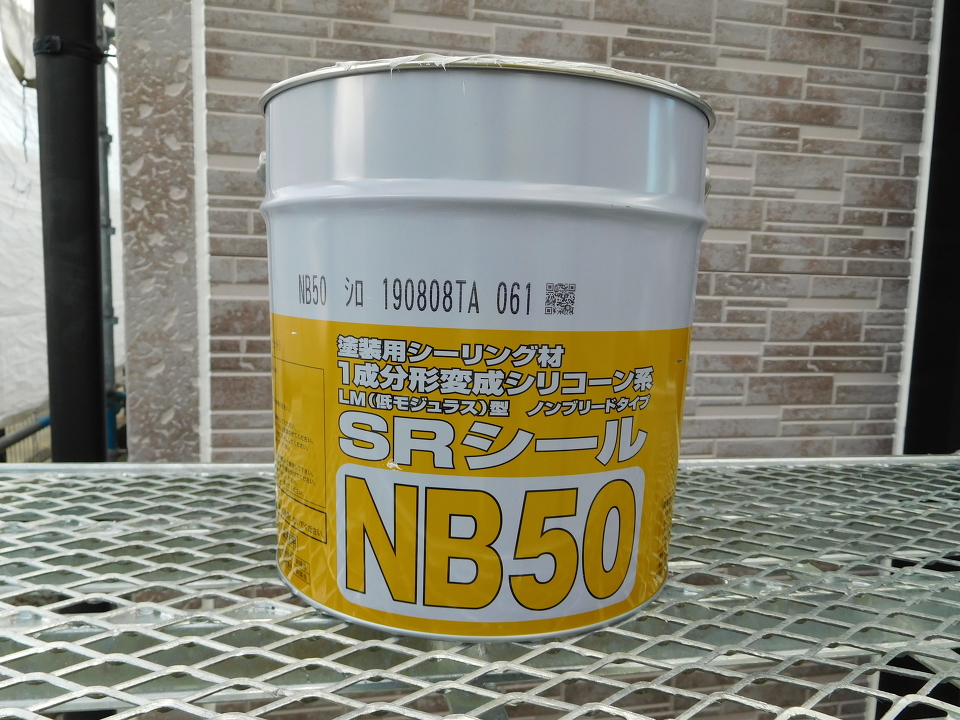 NB50 シロ 190808TA 061
塗装用シーリング材
1成分形変成シリコーン系
LM(低モジュラス)型 ノンブリードタイプ
SRシール
NB50